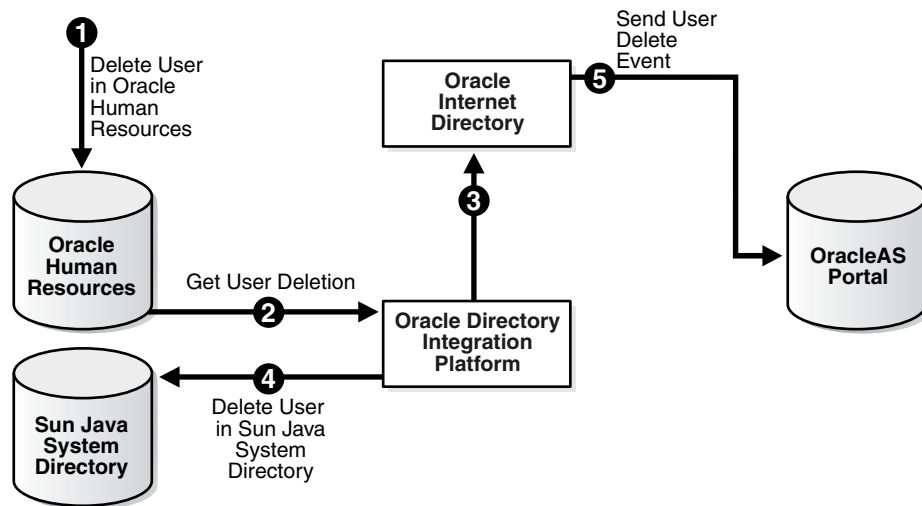 1
Delete User
in Oracle
Human
Resources
Oracle
Human
Resources
Get User Deletion
2
Oracle Directory
Integration
Platform
3
Oracle
Internet
Directory
Send User
Delete
Event
5
OracleAS
Portal
4
Delete User
in Sun Java
System
Directory
Sun Java
System
Directory